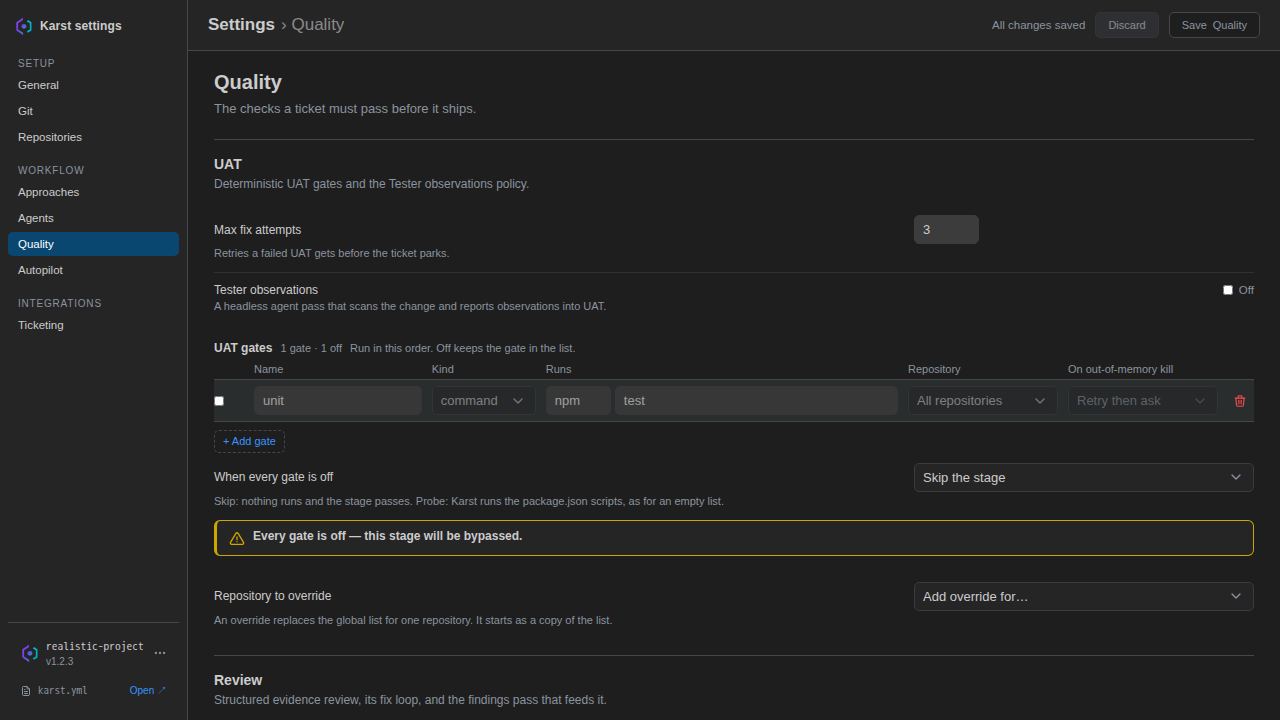 Karst settings
SETUP
General
Git
Repositories
WORKFLOW
Approaches
Agents
Quality
Autopilot
INTEGRATIONS
Ticketing
realistic-project
v1.2.3
karst.yml
Open ↗
Settings › Quality
All changes saved
Discard
Save Quality
Quality
The checks a ticket must pass before it ships.
UAT
Deterministic UAT gates and the Tester observations policy.
Max fix attempts
3
Retries a failed UAT gets before the ticket parks.
Tester observations
Off
A headless agent pass that scans the change and reports observations into UAT.
UAT gates 1 gate · 1 off Run in this order. Off keeps the gate in the list.
Name Kind Runs Repository On out-of-memory kill
unit command npm test All repositories Retry then ask
+ Add gate
When every gate is off
Skip the stage
Skip: nothing runs and the stage passes. Probe: Karst runs the package.json scripts, as for an empty list.
Every gate is off — this stage will be bypassed.
Repository to override
Add override for…
An override replaces the global list for one repository. It starts as a copy of the list.
Review
Structured evidence review, its fix loop, and the findings pass that feeds it.